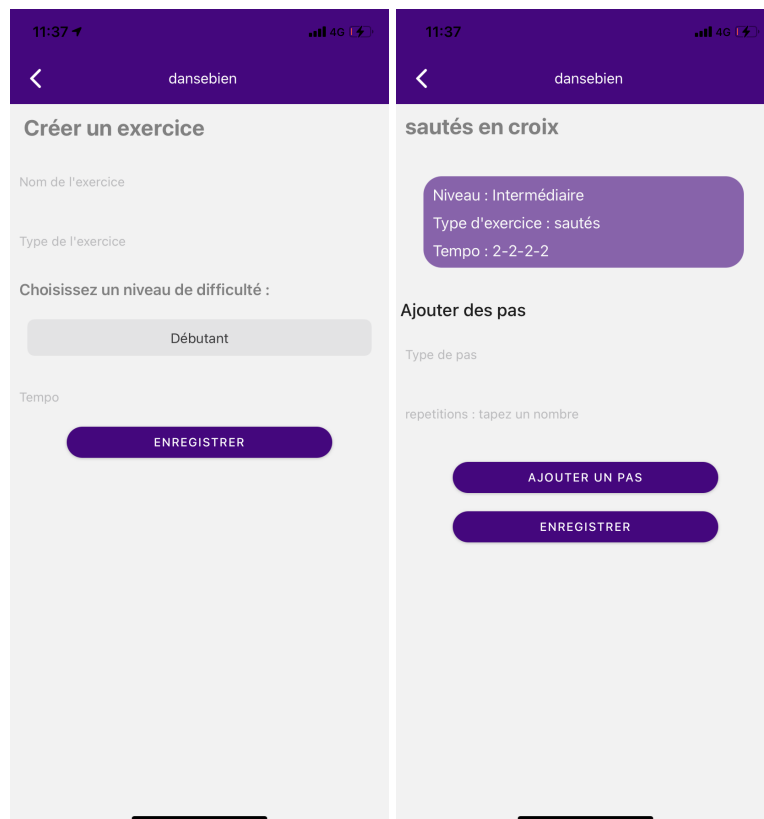 11:37
4G
dansebien
Créer un exercice
Nom de l'exercice
Type de l'exercice
Choisissez un niveau de difficulté :
Débutant
Tempo
ENREGISTRER
11:37
4G
dansebien
sautés en croix
Niveau : Intermédiaire
Type d'exercice : sautés
Tempo : 2-2-2-2
Ajouter des pas
Type de pas
repetitions : tapez un nombre
AJOUTER UN PAS
ENREGISTRER